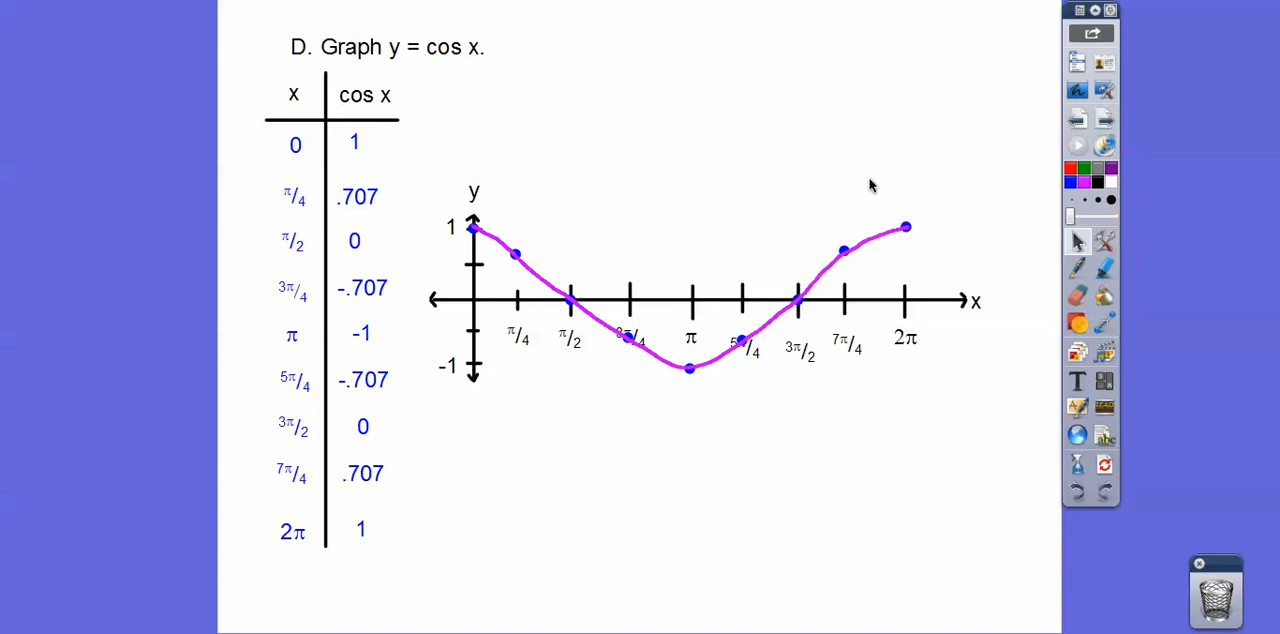 D. Graph y = cos x.
x cos x
0 1
π/4 .707
π/2 0
3π/4 -.707
π -1
5π/4 -.707
3π/2 0
7π/4 .707
2π 1
y
1
x
π/4 π/2 3π/4 π 5π/4 3π/2 7π/4 2π
-1
T
abc